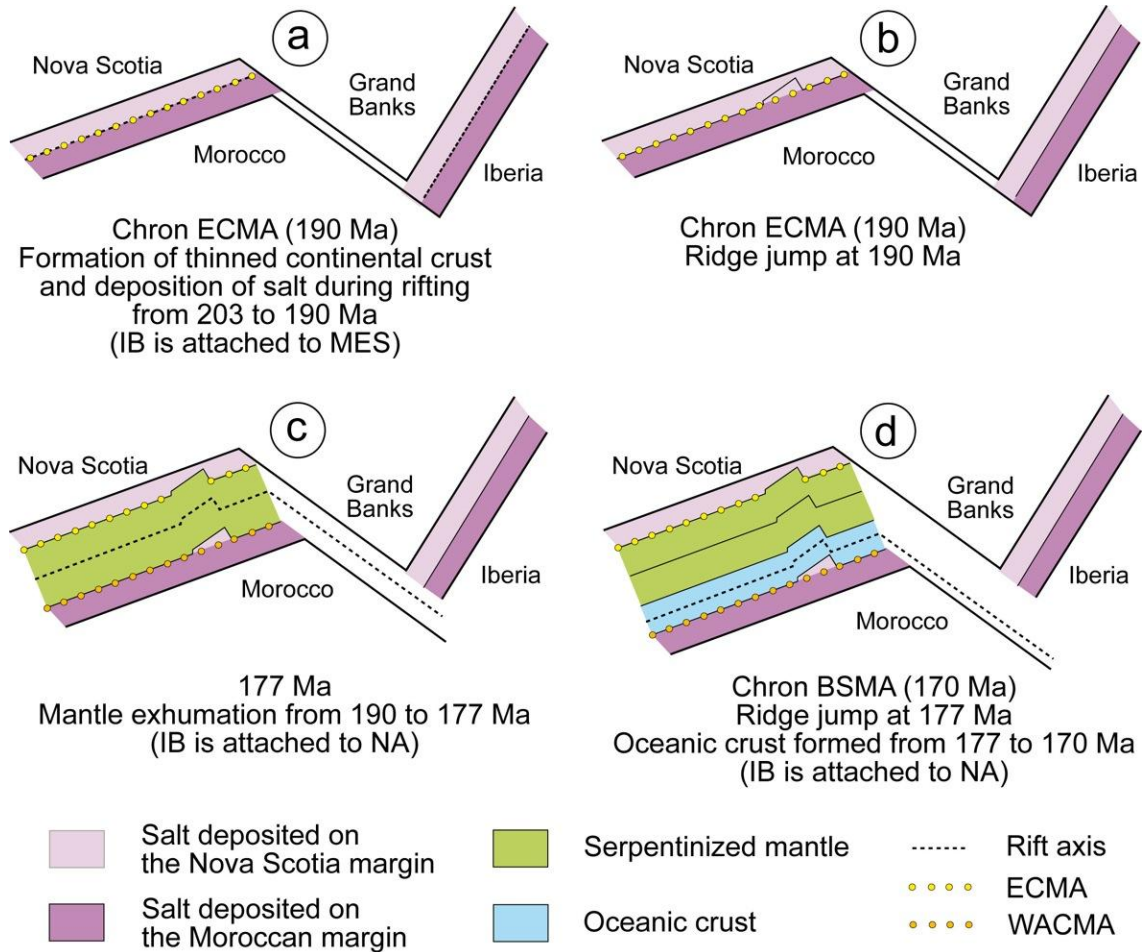 a
Nova Scotia
Grand
Banks
Morocco
Iberia
Chron ECMA (190 Ma)
Formation of thinned continental crust
and deposition of salt during rifting
from 203 to 190 Ma
(IB is attached to MES)
b
Nova Scotia
Grand
Banks
Morocco
Iberia
Chron ECMA (190 Ma)
Ridge jump at 190 Ma
c
Nova Scotia
Grand
Banks
Morocco
Iberia
177 Ma
Mantle exhumation from 190 to 177 Ma
(IB is attached to NA)
d
Nova Scotia
Grand
Banks
Morocco
Iberia
Chron BSMA (170 Ma)
Ridge jump at 177 Ma
Oceanic crust formed from 177 to 170 Ma
(IB is attached to NA)
Salt deposited on
the Nova Scotia margin
Salt deposited on
the Moroccan margin
Serpentinized mantle
Oceanic crust
Rift axis
ECMA
WACMA